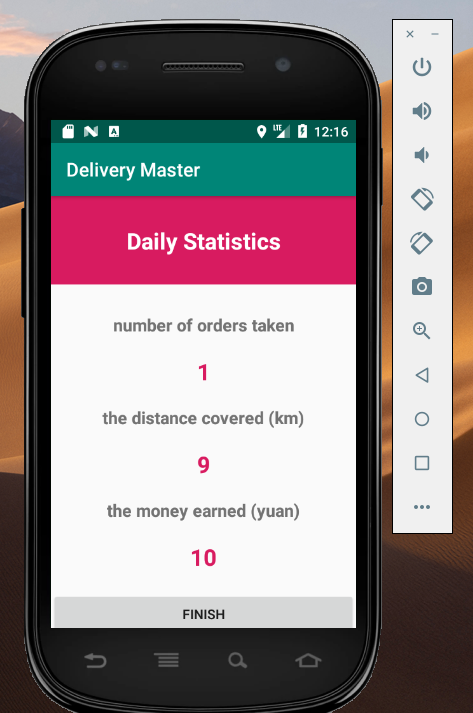 LTE 12:16
Delivery Master
Daily Statistics
number of orders taken
1
the distance covered (km)
9
the money earned (yuan)
10
FINISH